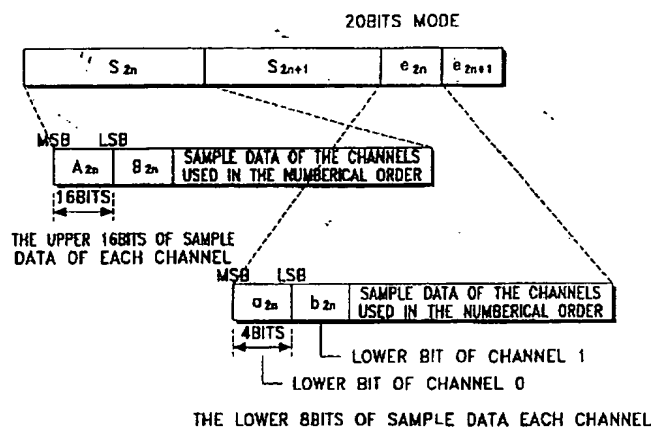 20BITS MODE
S2n S2n+1 e2n e2n+1
MSB LSB
A2n B2n SAMPLE DATA OF THE CHANNELS
USED IN THE NUMBERICAL ORDER
16BITS
THE UPPER 16BITS OF SAMPLE
DATA OF EACH CHANNEL
MSB LSB
a2n b2n SAMPLE DATA OF THE CHANNELS
USED IN THE NUMBERICAL ORDER
4BITS
LOWER BIT OF CHANNEL 1
LOWER BIT OF CHANNEL 0
THE LOWER 8BITS OF SAMPLE DATA EACH CHANNEL